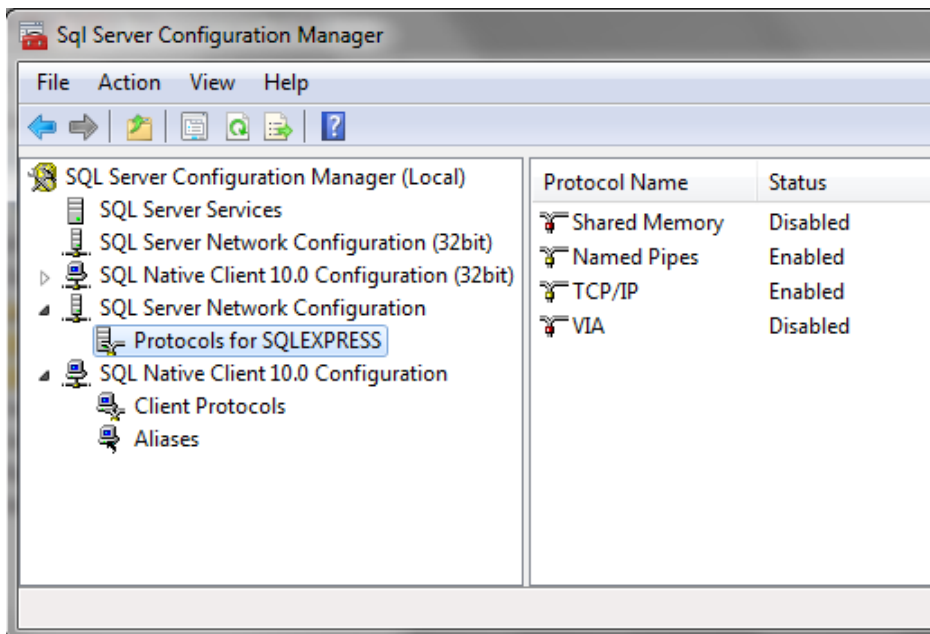 Sql Server Configuration Manager
File Action View Help
SQL Server Configuration Manager (Local)
SQL Server Services
SQL Server Network Configuration (32bit)
SQL Native Client 10.0 Configuration (32bit)
SQL Server Network Configuration
Protocols for SQLEXPRESS
SQL Native Client 10.0 Configuration
Client Protocols
Aliases
Protocol Name Status
Shared Memory Disabled
Named Pipes Enabled
TCP/IP Enabled
VIA Disabled